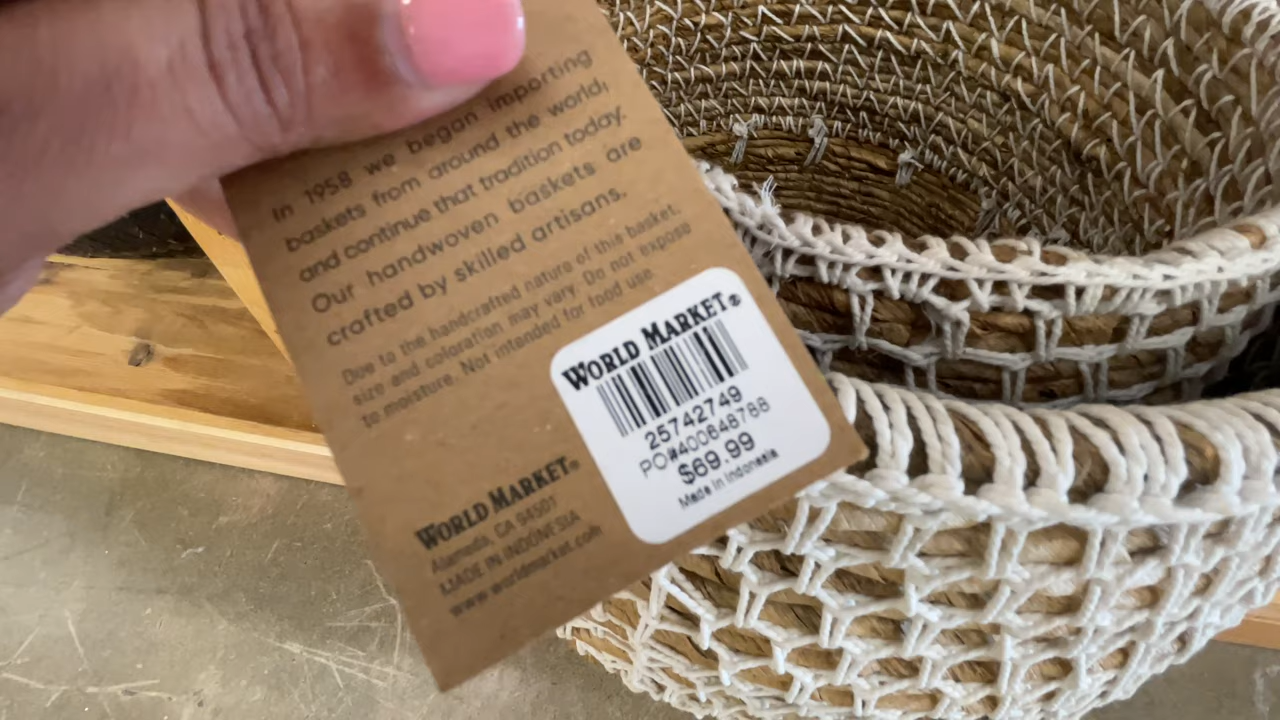 In 1958 we began importing
baskets from around the world,
and continue that tradition today.
Our handwoven baskets are
crafted by skilled artisans.
Due to the handcrafted nature of this basket,
size and coloration may vary. Do not expose
to moisture. Not intended for food use.
WORLD MARKET®
25742749
PO#400648788
$69.99
Made in Indonesia
WORLD MARKET®
Alameda, CA 94501
MADE IN INDONESIA
www.worldmarket.com